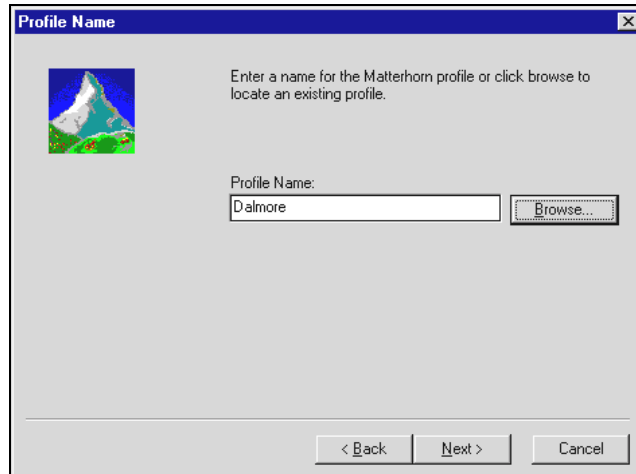 Profile Name
Enter a name for the Matterhorn profile or click browse to
locate an existing profile.
Profile Name:
Dalmore
Browse...
< Back
Next >
Cancel